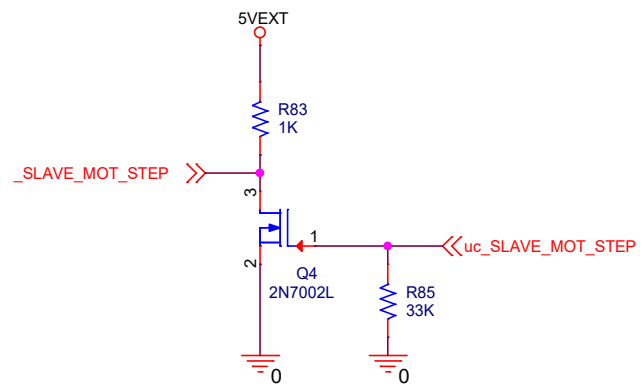 5VEXT
R83
1K
_SLAVE_MOT_STEP
3
1
uc_SLAVE_MOT_STEP
2
Q4
2N7002L
R85
33K
0
0